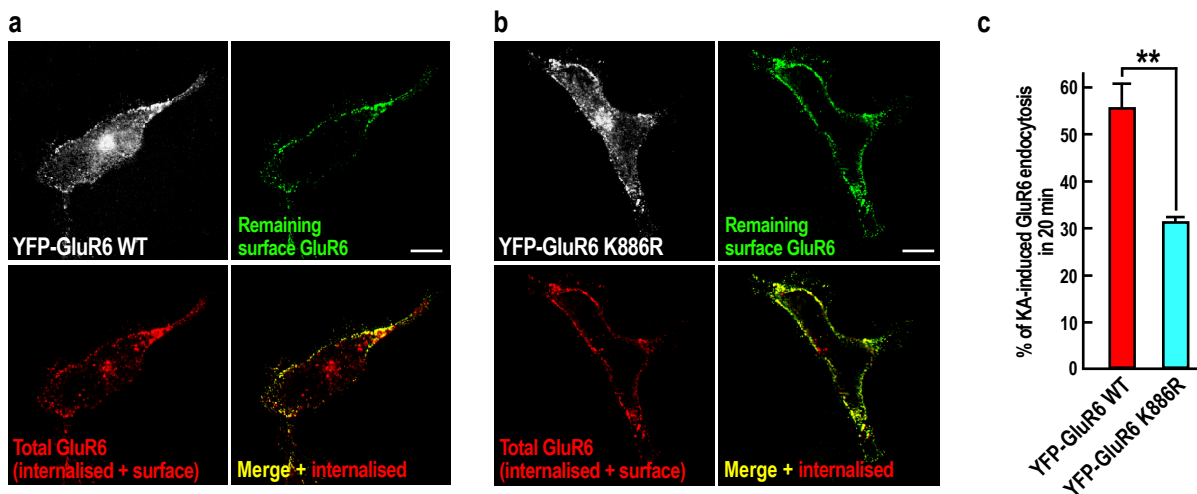 a
YFP-GluR6 WT
Remaining
surface GluR6
Total GluR6
(internalised + surface)
Merge + internalised
b
YFP-GluR6 K886R
Remaining
surface GluR6
Total GluR6
(internalised + surface)
Merge + internalised
c
% of KA-induced GluR6 endocytosis
in 20 min
60
50
40
30
20
10
0
**
YFP-GluR6 WT
YFP-GluR6 K886R